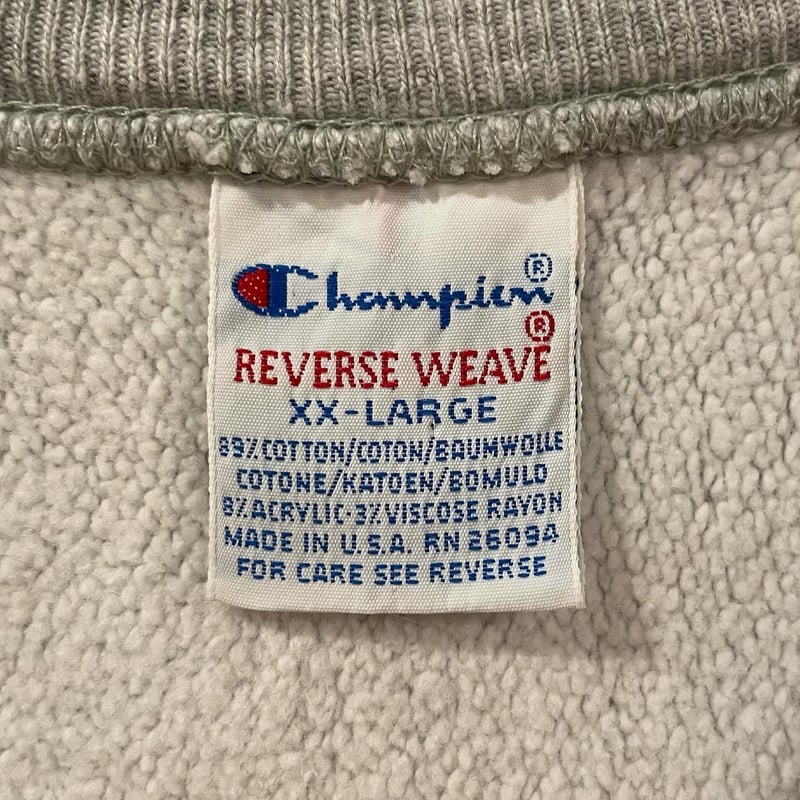 Champion®
REVERSE WEAVE®
XX-LARGE
89% COTTON/COTON/BAUMWOLLE
COTONE/KATOEN/BOMULD
8% ACRYLIC-3% VISCOSE RAYON
MADE IN U.S.A. RN 26094
FOR CARE SEE REVERSE